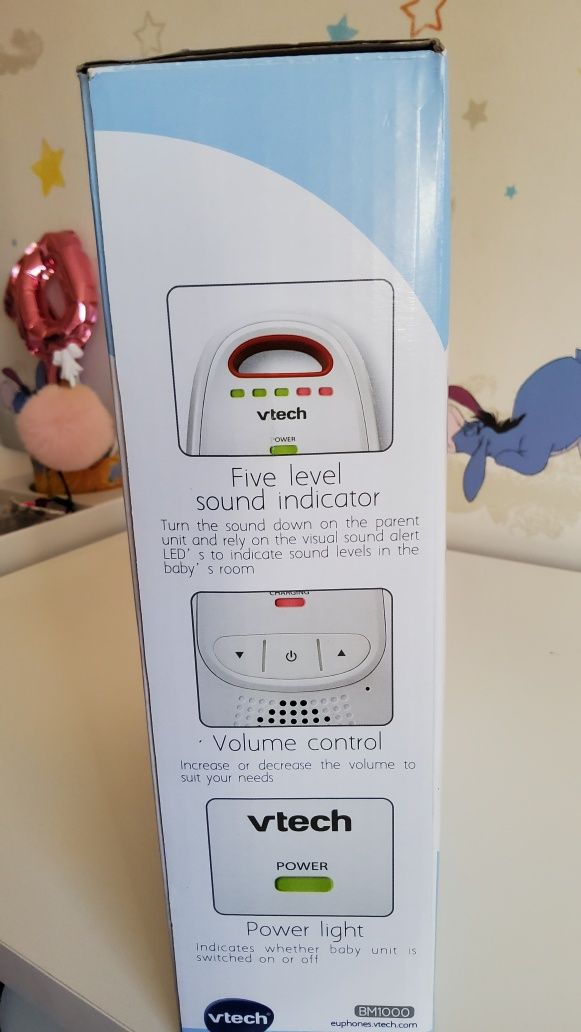 vtech
POWER
Five level
sound indicator
Turn the sound down on the parent
unit and rely on the visual sound alert
LED' s to indicate sound levels in the
baby' s room
CHARGING
Volume control
Increase or decrease the volume to
suit your needs
vtech
POWER
Power light
Indicates whether baby unit is
switched on or off
vtech
BM1000
euphones.vtech.com